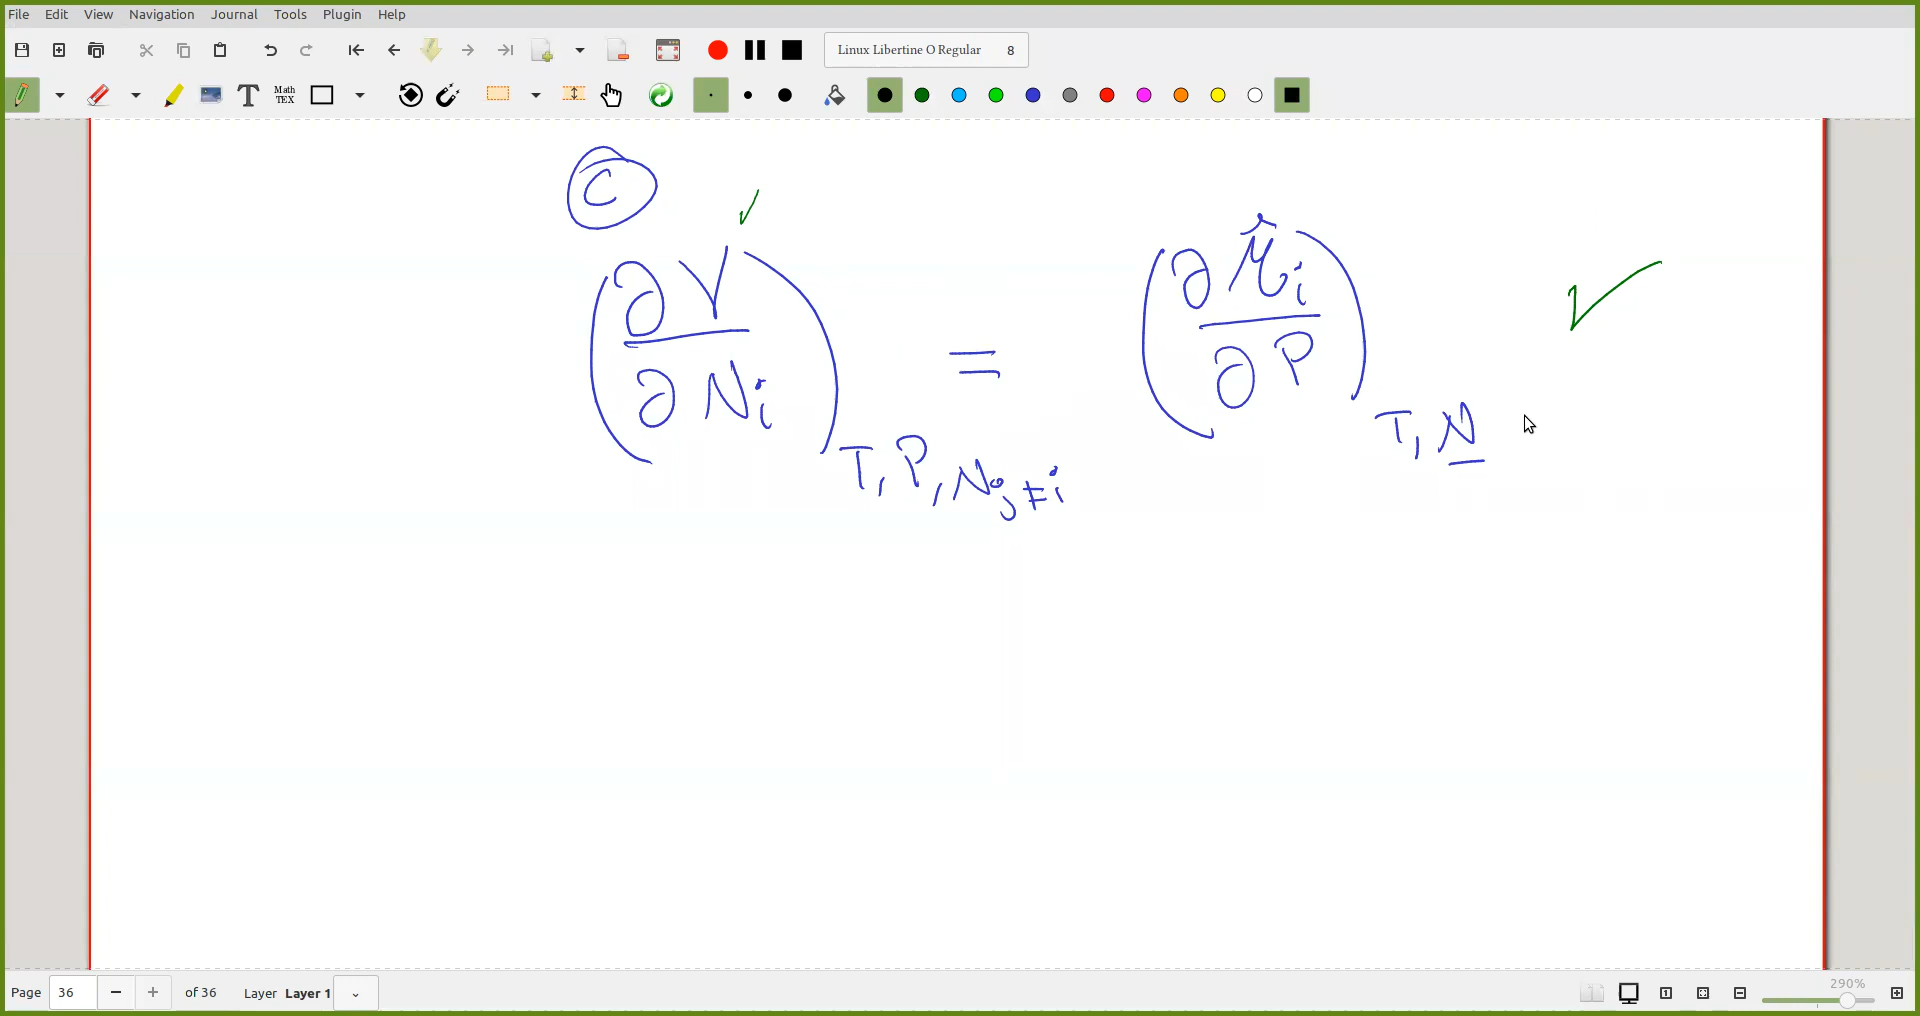 File Edit View Navigation Journal Tools Plugin Help
Linux Libertine O Regular 8
T Math TEX
C
(∂V/∂Nᵢ) T, P, Nj≠i = (∂μ̂ᵢ/∂P) T, N
Page 36 of 36 Layer Layer 1 290%